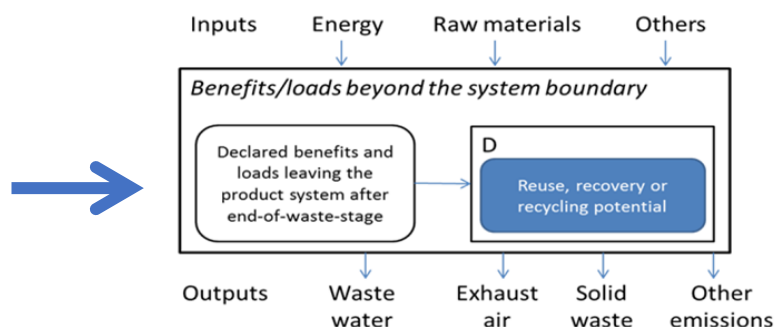 Inputs Energy Raw materials Others
Benefits/loads beyond the system boundary
Declared benefits and
loads leaving the
product system after
end-of-waste-stage
D
Reuse, recovery or
recycling potential
Outputs Waste Exhaust Solid Other
water air waste emissions